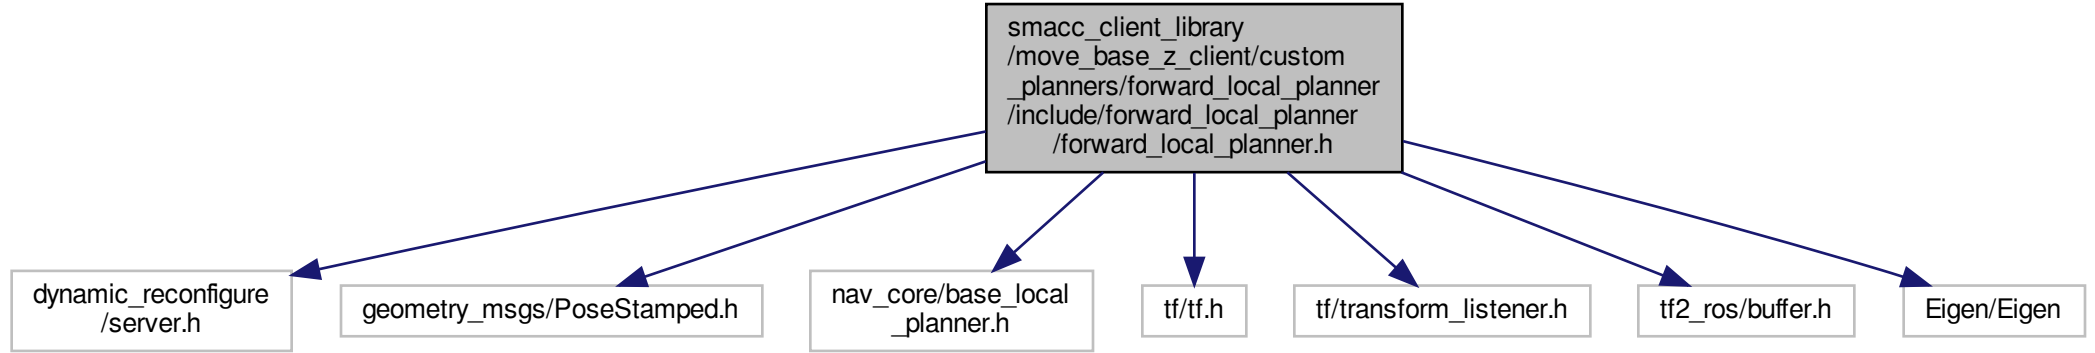 smacc_client_library
/move_base_z_client/custom
_planners/forward_local_planner
/include/forward_local_planner
/forward_local_planner.h
dynamic_reconfigure
/server.h
geometry_msgs/PoseStamped.h
nav_core/base_local
_planner.h
tf/tf.h
tf/transform_listener.h
tf2_ros/buffer.h
Eigen/Eigen